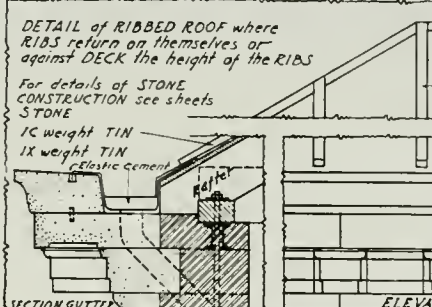 DETAIL of RIBBED ROOF where
RIBS return on themselves or
against DECK the height of the RIBS
For details of STONE
CONSTRUCTION see sheets
STONE
IC weight TIN
IX weight TIN
Elastic Cement
Rafter
SECTION GUTTER
ELEVA